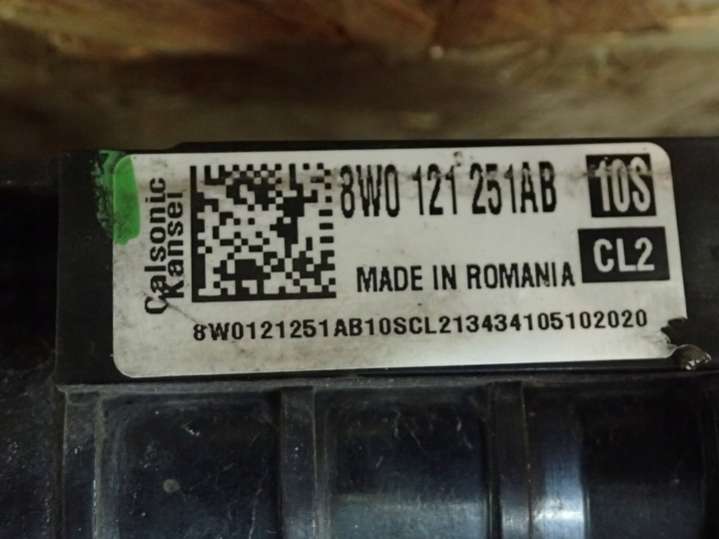 Calsonic
Kansei
8W0 121 251AB 10S
MADE IN ROMANIA CL2
8W0121251AB10SCL213434105102020